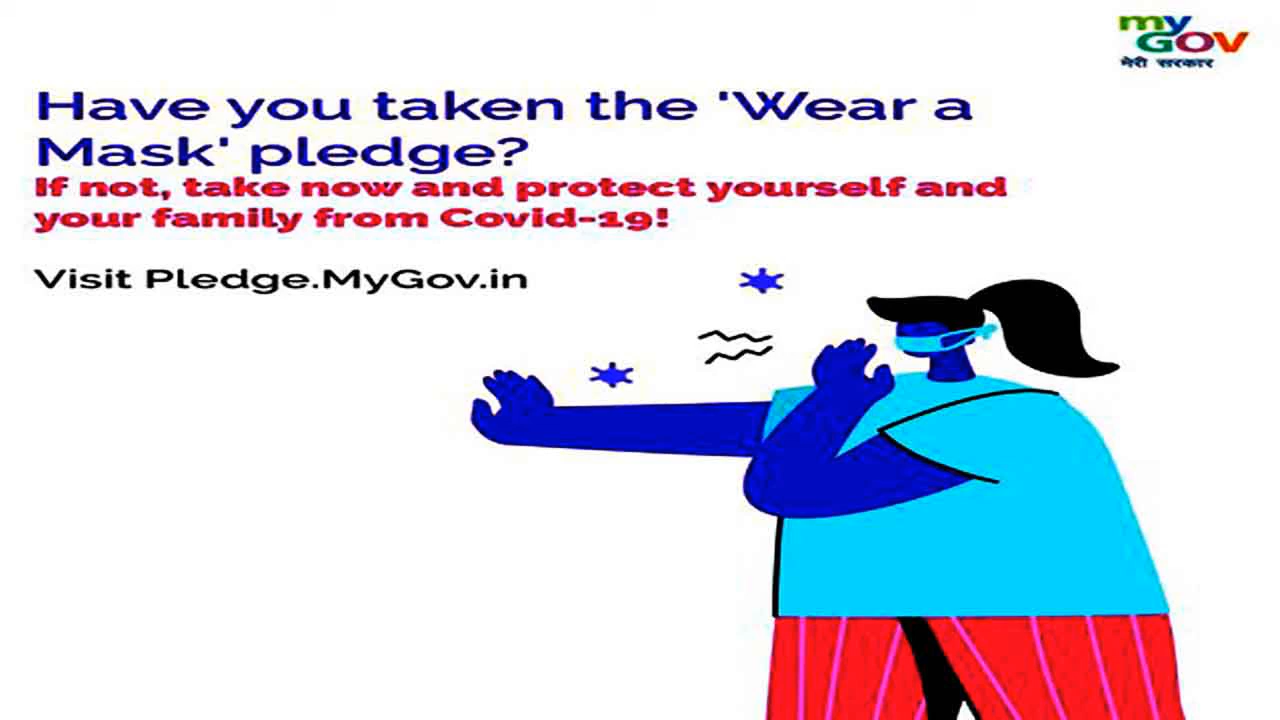 my
GOV
मेरी सरकार
Have you taken the 'Wear a
Mask' pledge?
If not, take now and protect yourself and
your family from Covid-19!
Visit Pledge.MyGov.in